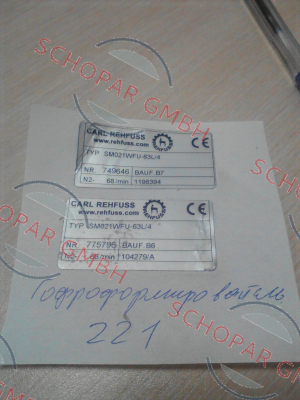 CARL REHFUSS
www.rehfuss.com
TYP SM021WFU-63L/4
NR 749646 BAUF. B7
N2- 68/min 1198394
CARL REHFUSS
www.rehfuss.com
TYP SM021WFU-63L/4
NR 775795 BAUF. B6
N2- 68/min 104279/A
Гофроформирователь
221
SCHOPAR GMBH
SCHOPAR GMBH
SCHOPAR GMBH